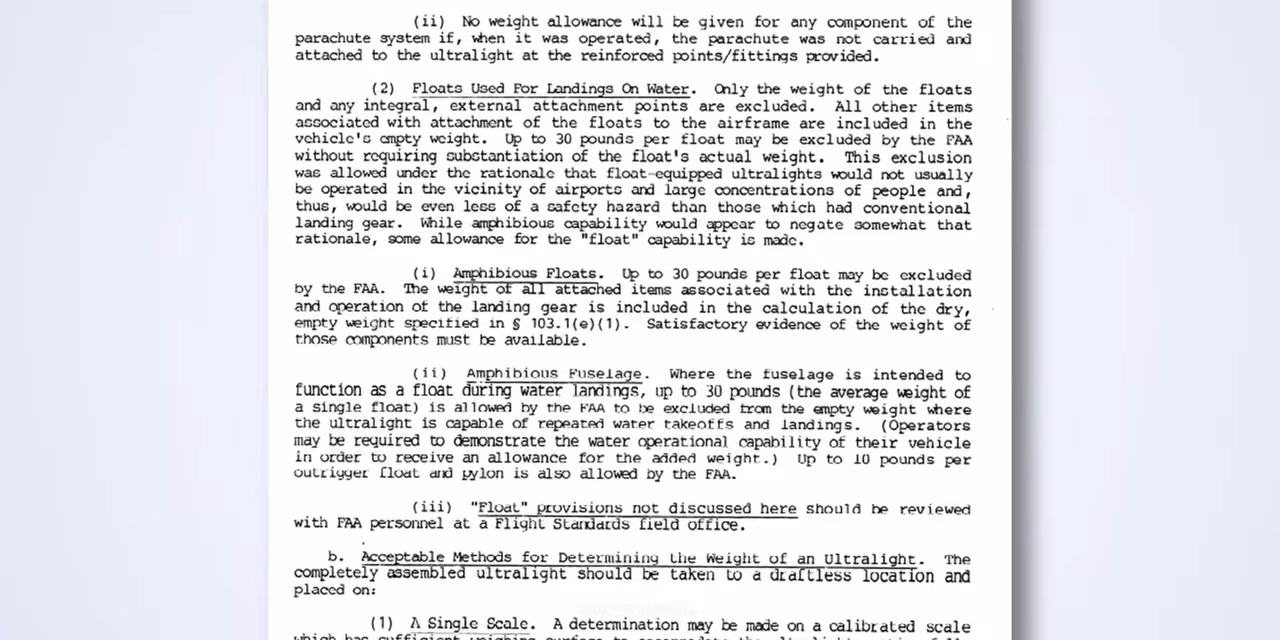 (ii) No weight allowance will be given for any component of the
parachute system if, when it was operated, the parachute was not carried and
attached to the ultralight at the reinforced points/fittings provided.
(2) Floats Used For Landings On Water. Only the weight of the floats
and any integral, external attachment points are excluded. All other items
associated with attachment of the floats to the airframe are included in the
vehicle's empty weight. Up to 30 pounds per float may be excluded by the FAA
without requiring substantiation of the float's actual weight. This exclusion
was allowed under the rationale that float-equipped ultralights would not usually
be operated in the vicinity of airports and large concentrations of people and,
thus, would be even less of a safety hazard than those which had conventional
landing gear. While amphibious capability would appear to negate somewhat that
rationale, some allowance for the "float" capability is made.
(i) Amphibious Floats. Up to 30 pounds per float may be excluded
by the FAA. The weight of all attached items associated with the installation
and operation of the landing gear is included in the calculation of the dry,
empty weight specified in § 103.1(e)(1). Satisfactory evidence of the weight of
those components must be available.
(ii) Amphibious Fuselage. Where the fuselage is intended to
function as a float during water landings, up to 30 pounds (the average weight of
a single float) is allowed by the FAA to be excluded from the empty weight where
the ultralight is capable of repeated water takeoffs and landings. (Operators
may be required to demonstrate the water operational capability of their vehicle
in order to receive an allowance for the added weight.) Up to 10 pounds per
outrigger float and pylon is also allowed by the FAA.
(iii) "Float" provisions not discussed here should be reviewed
with FAA personnel at a Flight Standards field office.
b. Acceptable Methods for Determining the Weight of an Ultralight. The
completely assembled ultralight should be taken to a draftless location and
placed on:
(1) A Single Scale. A determination may be made on a calibrated scale
which has sufficient weighing surface to